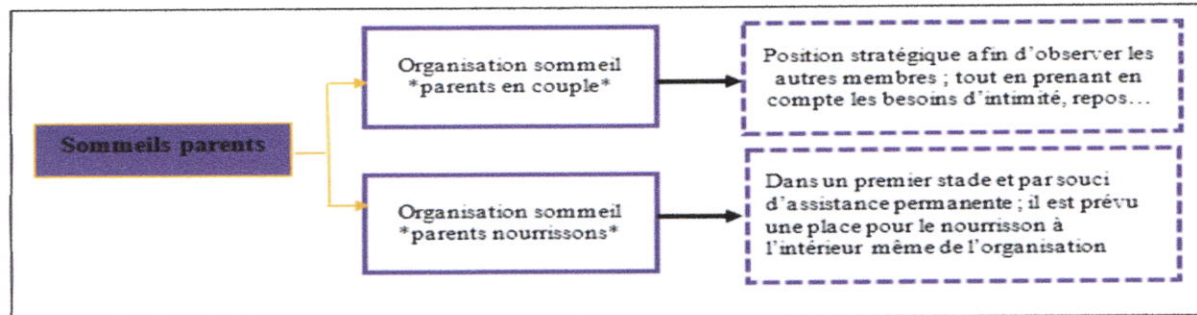 Sommeils parents
Organisation sommeil
*parents en couple*
Position stratégique afin d'observer les
autres membres ; tout en prenant en
compte les besoins d'intimité, repos…
Organisation sommeil
*parents nourrissons*
Dans un premier stade et par souci
d'assistance permanente ; il est prévu
une place pour le nourrisson à
l'intérieur même de l'organisation